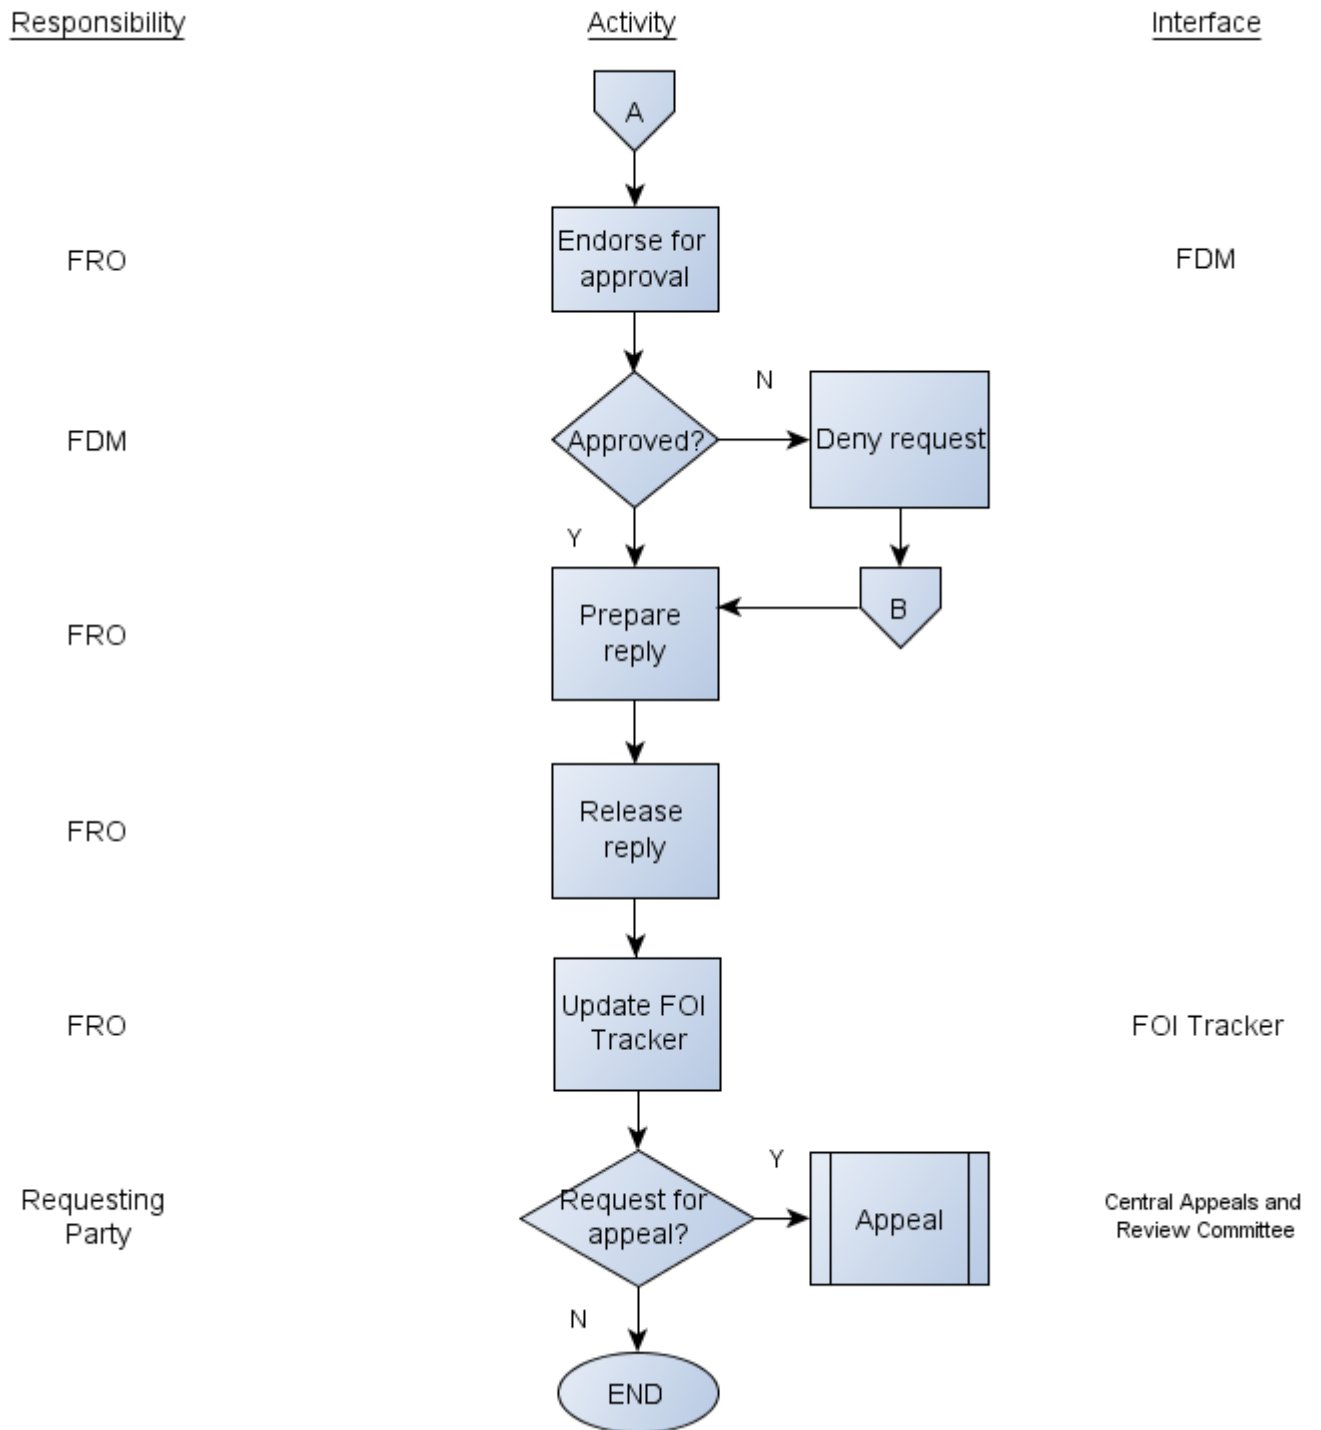 Responsibility
Activity
Interface
A
FRO
Endorse for
approval
FDM
N
FDM
Approved?
Deny request
Y
FRO
Prepare
reply
B
FRO
Release
reply
FRO
Update FOI
Tracker
FOI Tracker
Y
Requesting
Party
Request for
appeal?
Appeal
Central Appeals and
Review Committee
N
END